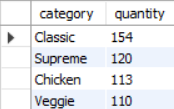 category quantity
Classic 154
Supreme 120
Chicken 113
Veggie 110